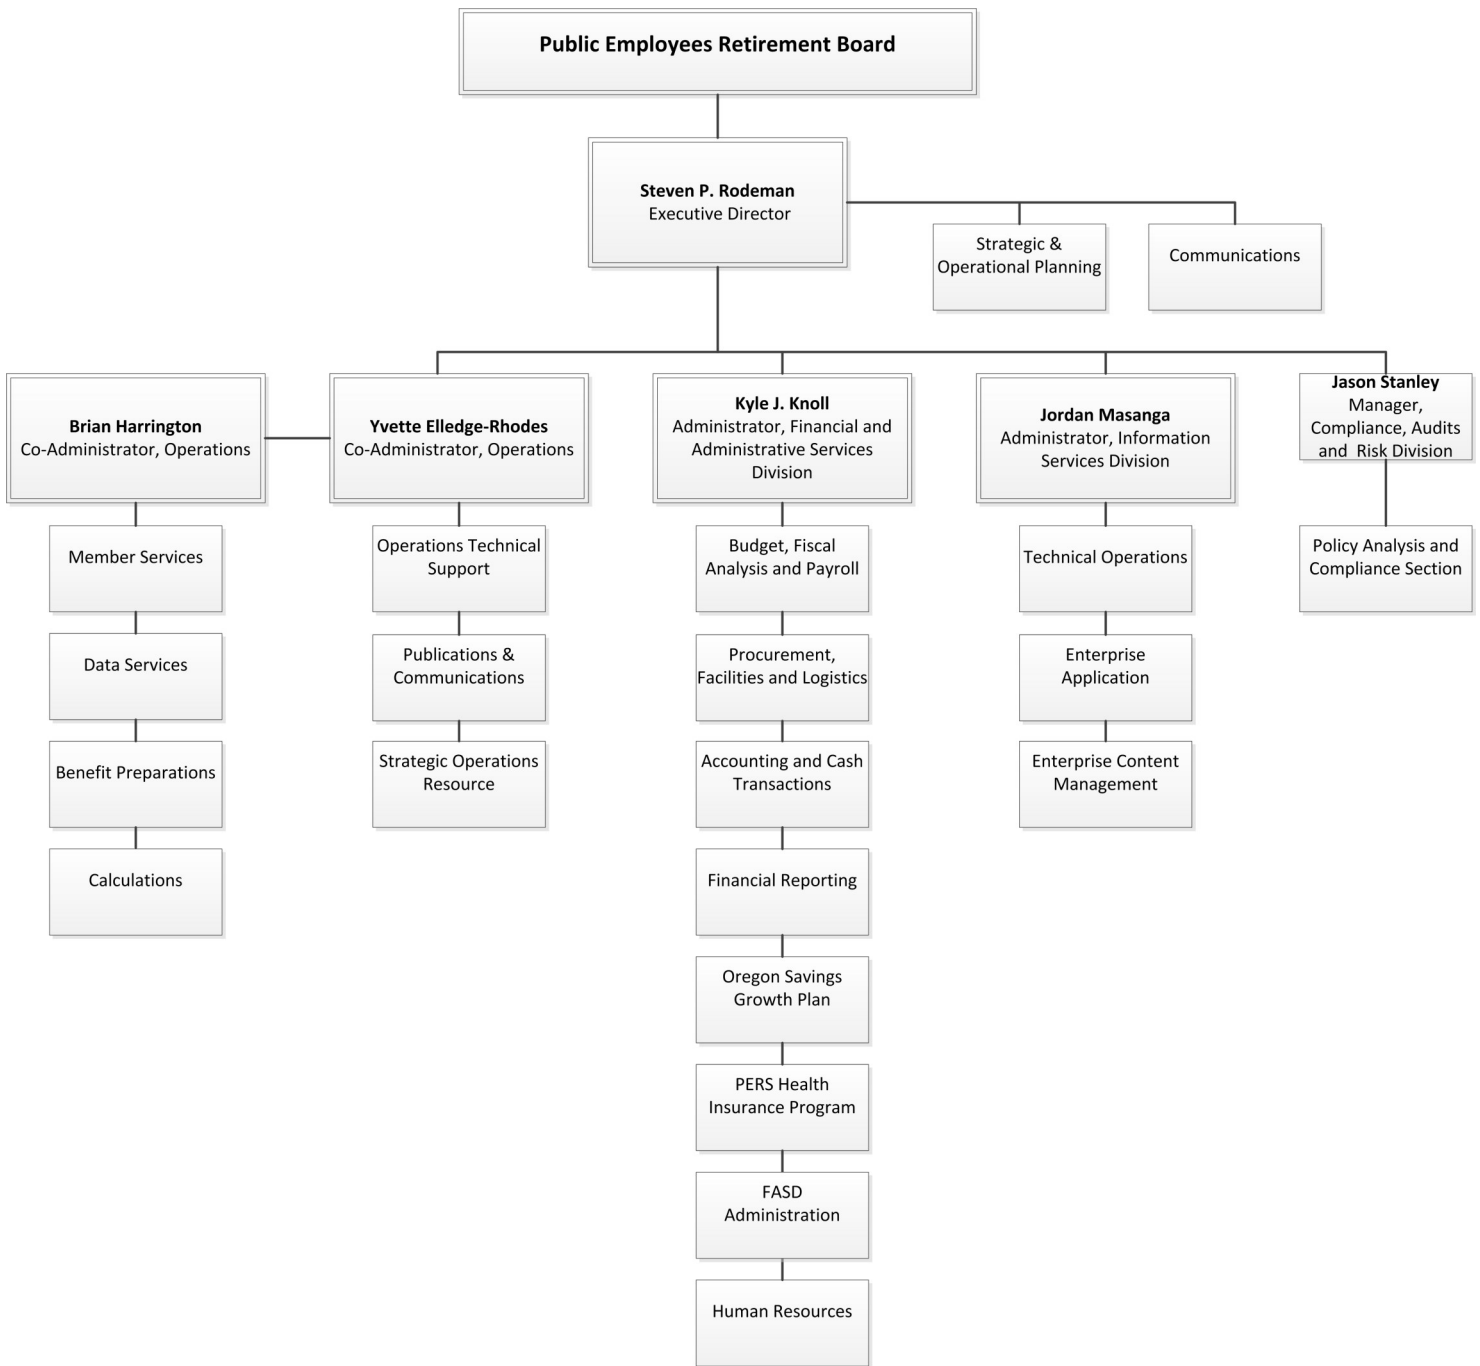 Public Employees Retirement Board
Steven P. Rodeman
Executive Director
Strategic &
Operational Planning
Communications
Brian Harrington
Co-Administrator, Operations
Yvette Elledge-Rhodes
Co-Administrator, Operations
Kyle J. Knoll
Administrator, Financial and
Administrative Services
Division
Jordan Masanga
Administrator, Information
Services Division
Jason Stanley
Manager,
Compliance, Audits
and Risk Division
Member Services
Data Services
Benefit Preparations
Calculations
Operations Technical
Support
Publications &
Communications
Strategic Operations
Resource
Budget, Fiscal
Analysis and Payroll
Procurement,
Facilities and Logistics
Accounting and Cash
Transactions
Financial Reporting
Oregon Savings
Growth Plan
PERS Health
Insurance Program
FASD
Administration
Human Resources
Technical Operations
Enterprise
Application
Enterprise Content
Management
Policy Analysis and
Compliance Section